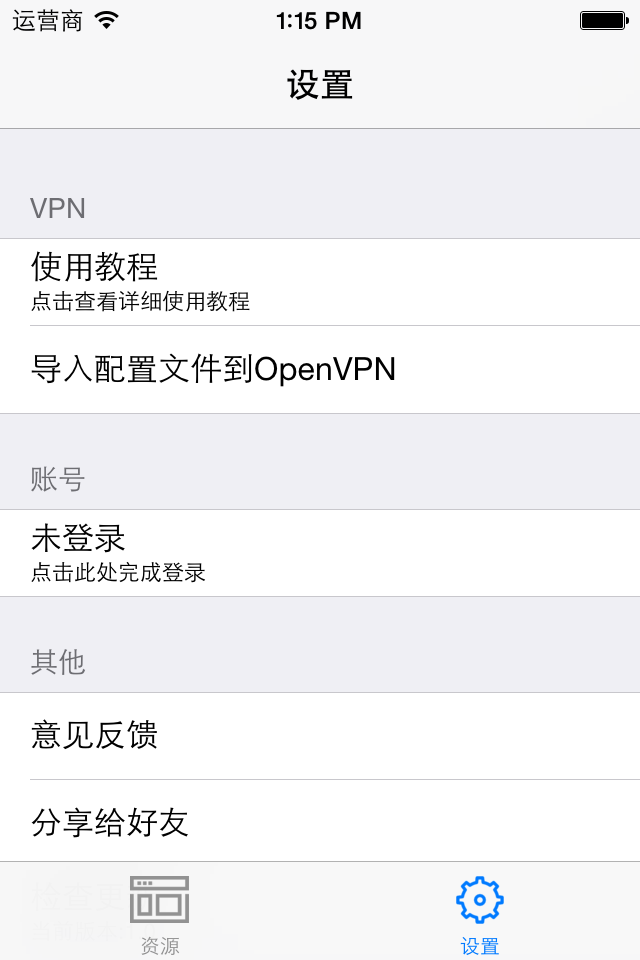 运营商 1:15 PM
设置
VPN
使用教程
点击查看详细使用教程
导入配置文件到OpenVPN
账号
未登录
点击此处完成登录
其他
意见反馈
分享给好友
检查更
资源 设置